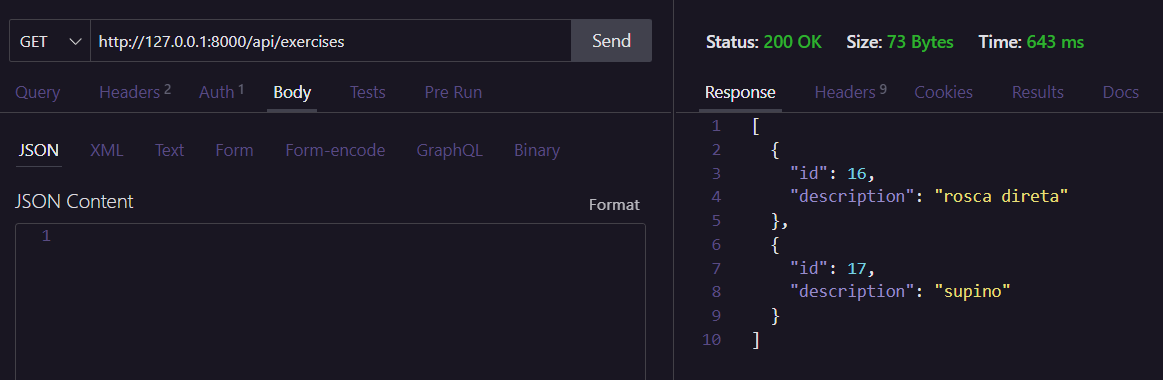 GET http://127.0.0.1:8000/api/exercises Send
Query Headers 2 Auth 1 Body Tests Pre Run
JSON XML Text Form Form-encode GraphQL Binary
JSON Content Format
1
Status: 200 OK Size: 73 Bytes Time: 643 ms
Response Headers 9 Cookies Results Docs
1 [
2 {
3 "id": 16,
4 "description": "rosca direta"
5 },
6 {
7 "id": 17,
8 "description": "supino"
9 }
10 ]